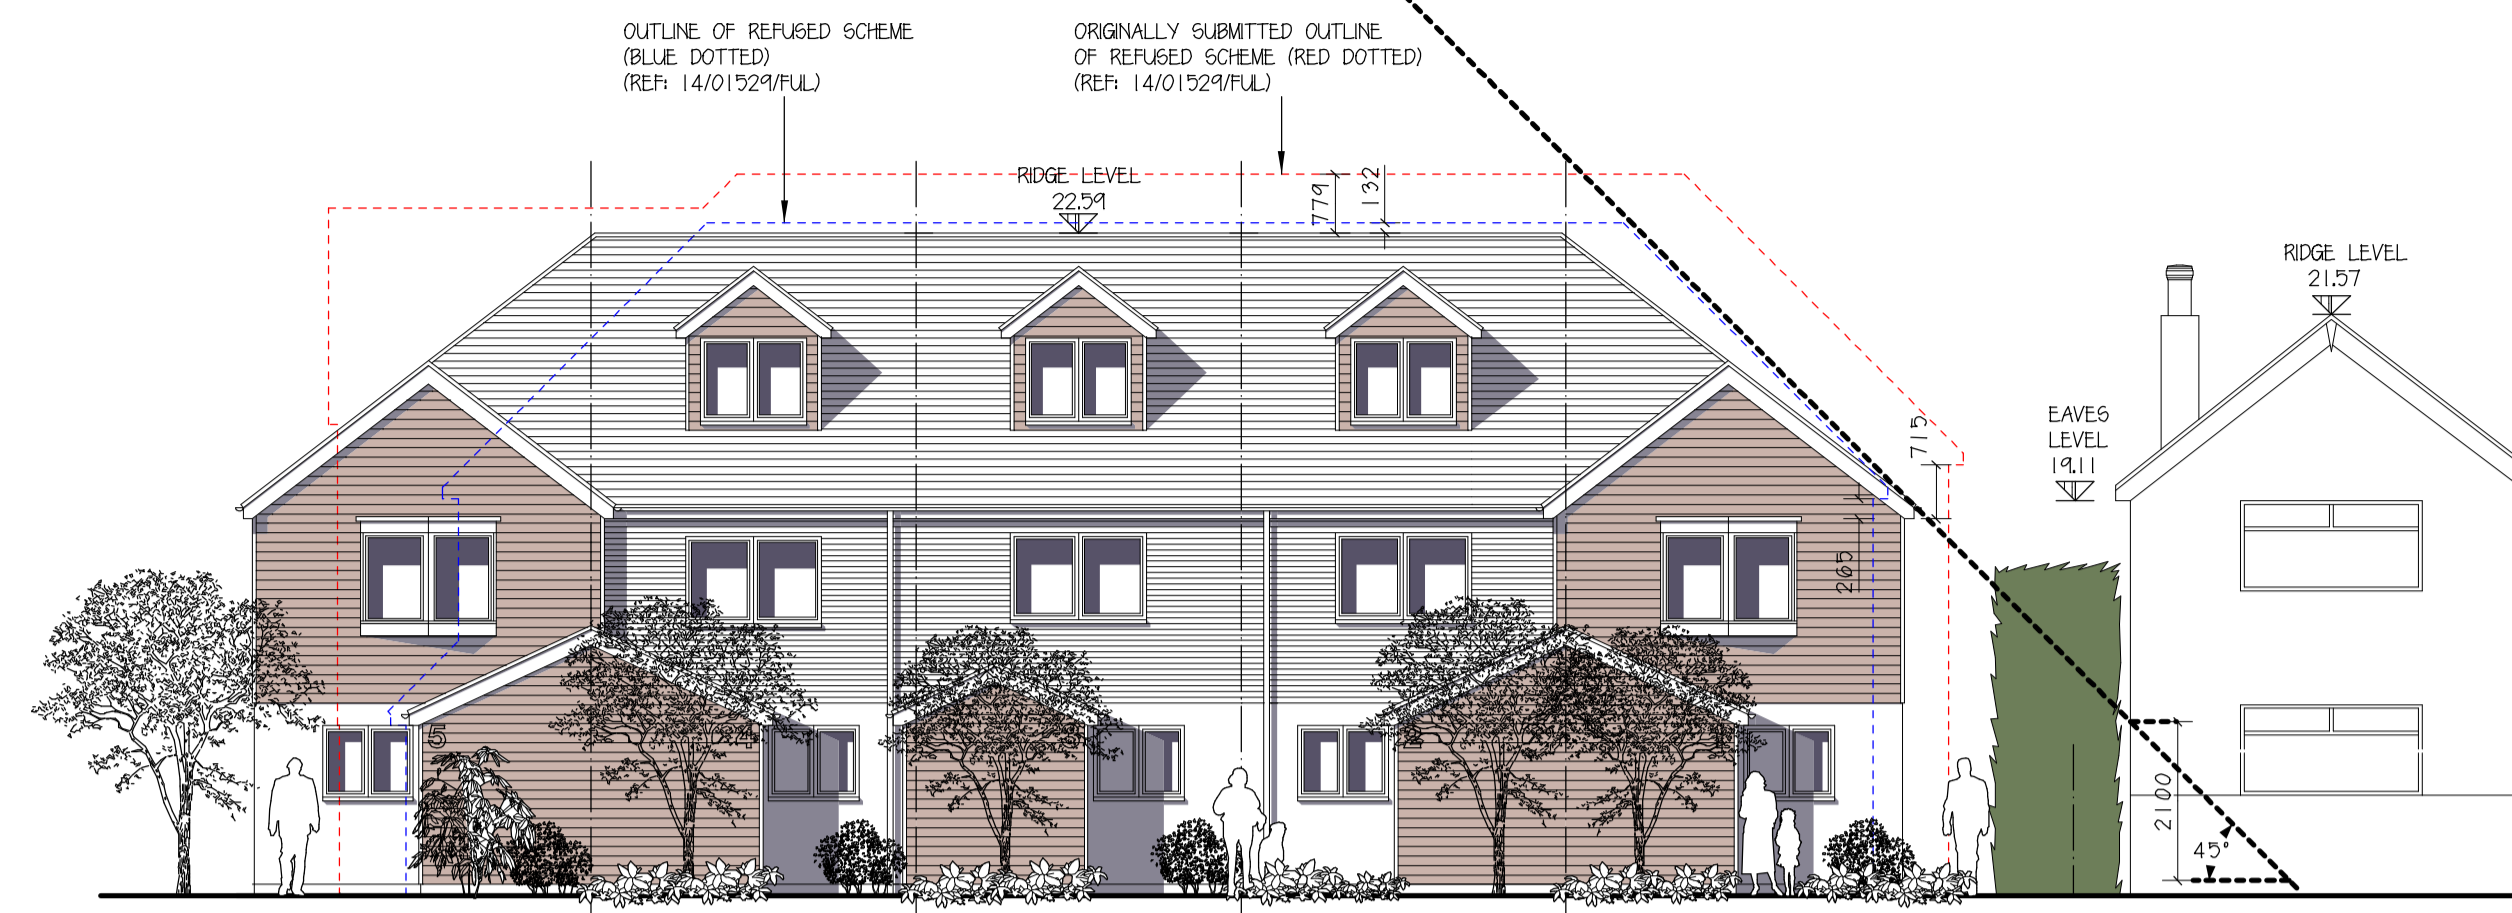 OUTLINE OF REFUSED SCHEME
(BLUE DOTTED)
(REF: 14/01529/FUL)
ORIGINALLY SUBMITTED OUTLINE
OF REFUSED SCHEME (RED DOTTED)
(REF: 14/01529/FUL)
RIDGE LEVEL
22.59
779
132
RIDGE LEVEL
21.57
EAVES
LEVEL
19.11
715
265
5
4
2100
45°